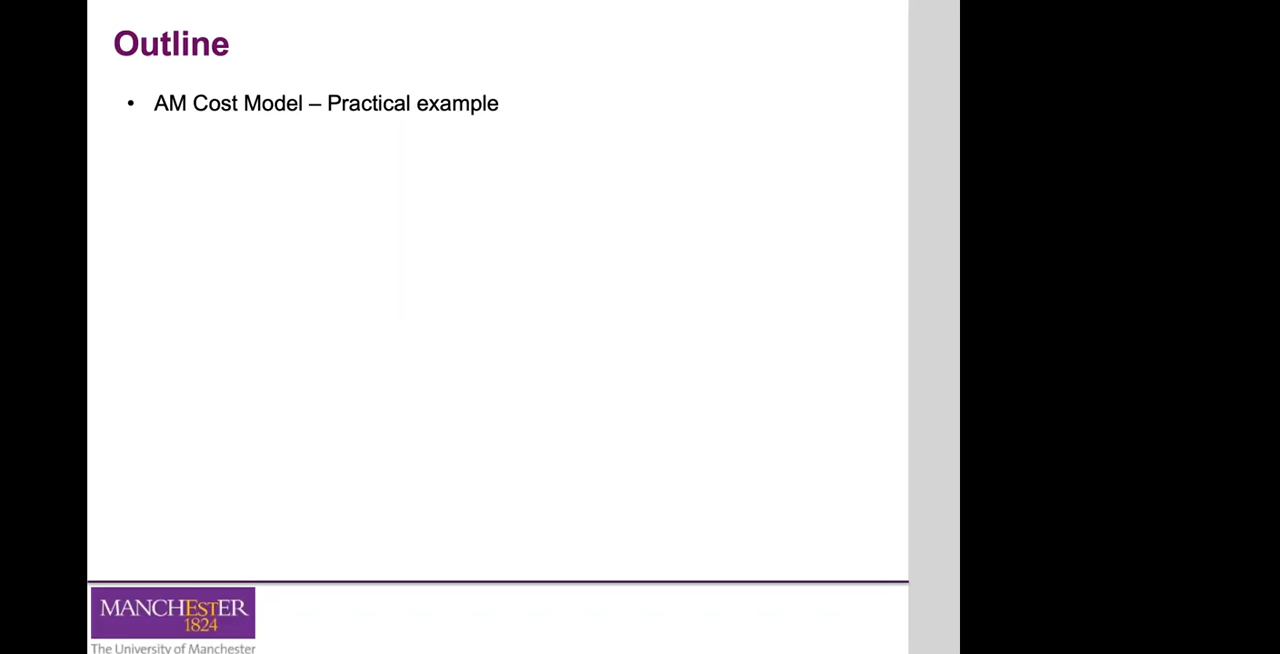 Outline
• AM Cost Model – Practical example
MANCHESTER
1824
The University of Manchester